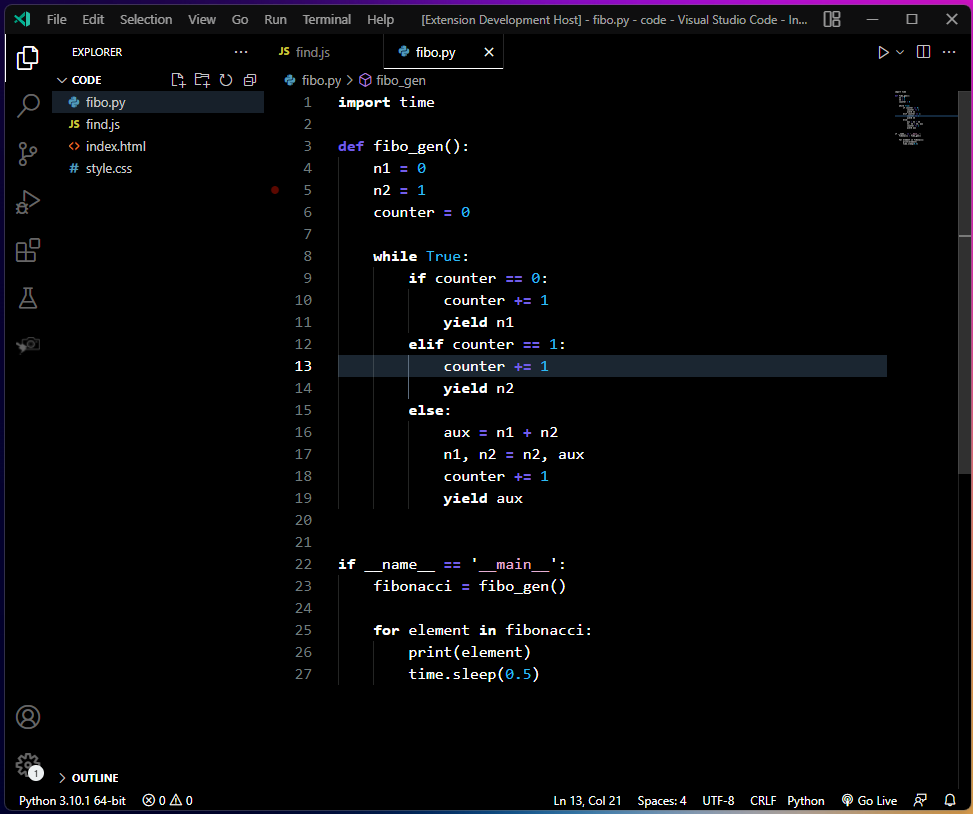 File Edit Selection View Go Run Terminal Help [Extension Development Host] - fibo.py - code - Visual Studio Code - In...
EXPLORER ...
JS find.js fibo.py
CODE
fibo.py > fibo_gen
fibo.py
JS find.js
<> index.html
# style.css
1 import time
2
3 def fibo_gen():
4     n1 = 0
5     n2 = 1
6     counter = 0
7
8     while True:
9         if counter == 0:
10             counter += 1
11             yield n1
12         elif counter == 1:
13             counter += 1
14             yield n2
15         else:
16             aux = n1 + n2
17             n1, n2 = n2, aux
18             counter += 1
19             yield aux
20
21
22 if __name__ == '__main__':
23     fibonacci = fibo_gen()
24
25     for element in fibonacci:
26         print(element)
27         time.sleep(0.5)
1
OUTLINE
Python 3.10.1 64-bit 0 0 Ln 13, Col 21 Spaces: 4 UTF-8 CRLF Python Go Live